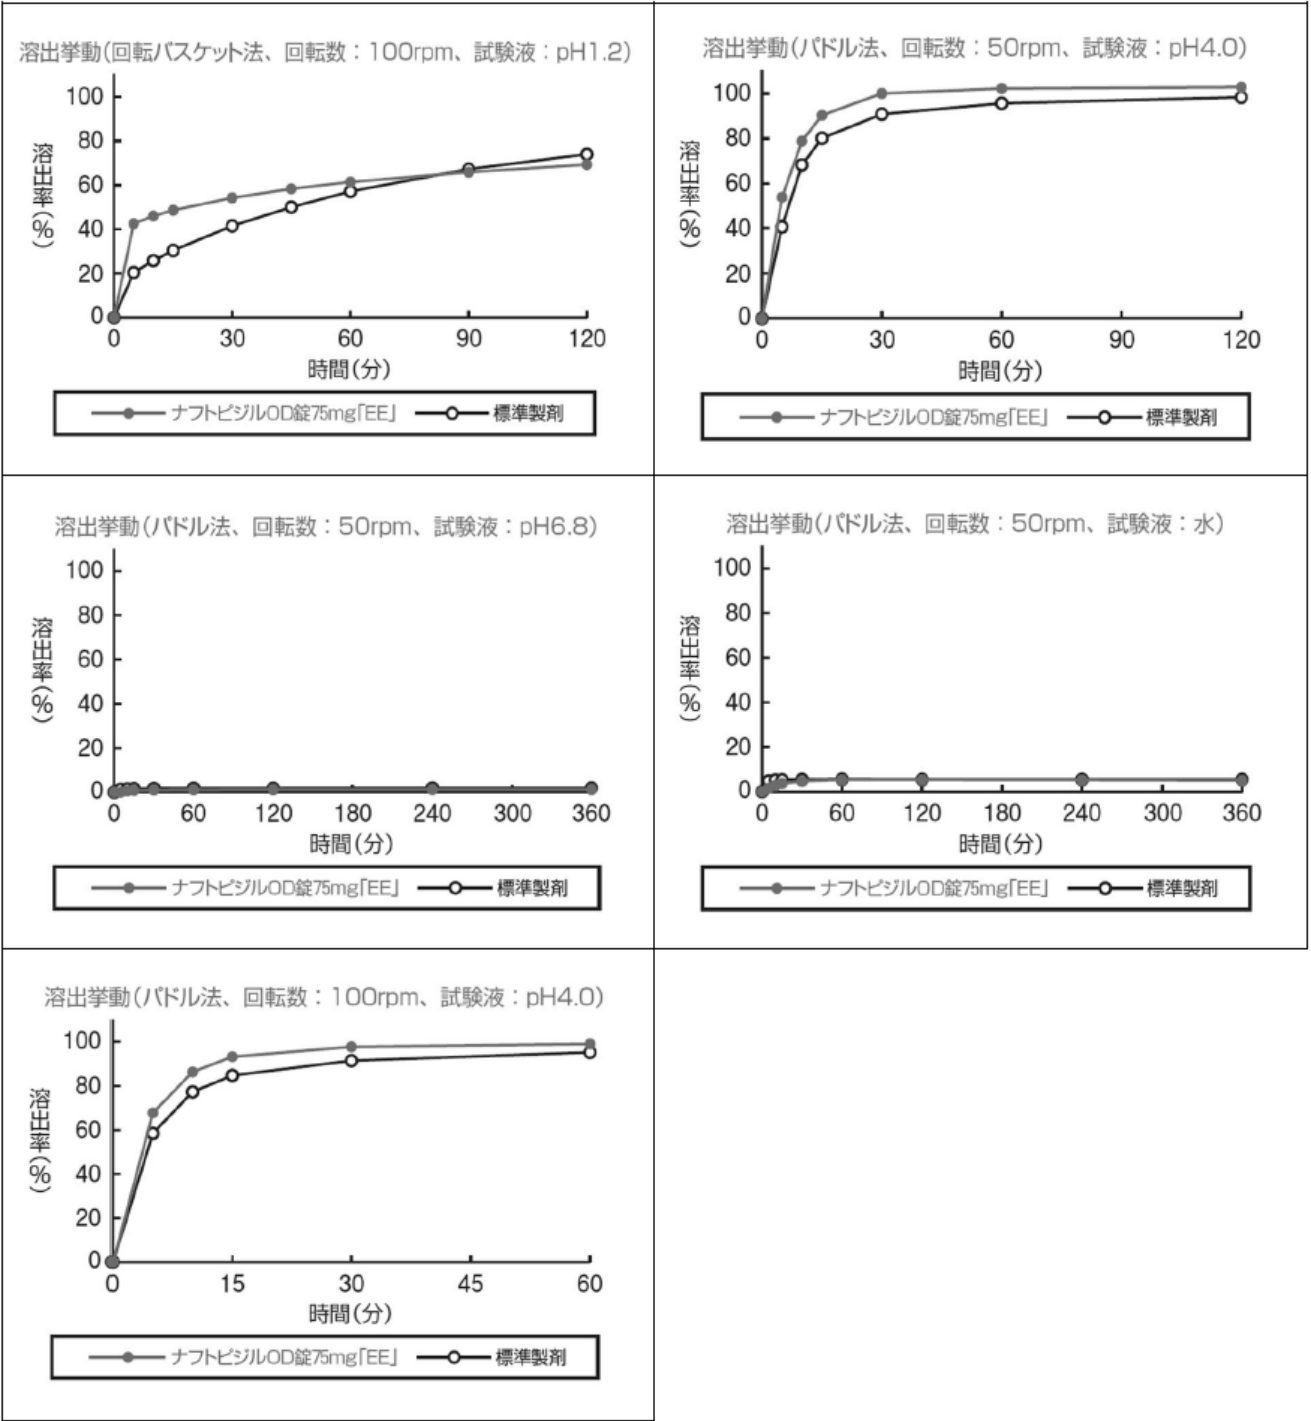 溶出挙動(回転バスケット法、回転数：100rpm、試験液：pH1.2)
100
80
60
40
20
0
溶出率(%)
0 30 60 90 120
時間(分)
ナフトピジルOD錠75mg「EE」 標準製剤
溶出挙動(パドル法、回転数：50rpm、試験液：pH4.0)
100
80
60
40
20
0
溶出率(%)
0 30 60 90 120
時間(分)
ナフトピジルOD錠75mg「EE」 標準製剤
溶出挙動(パドル法、回転数：50rpm、試験液：pH6.8)
100
80
60
40
20
0
溶出率(%)
0 60 120 180 240 300 360
時間(分)
ナフトピジルOD錠75mg「EE」 標準製剤
溶出挙動(パドル法、回転数：50rpm、試験液：水)
100
80
60
40
20
0
溶出率(%)
0 60 120 180 240 300 360
時間(分)
ナフトピジルOD錠75mg「EE」 標準製剤
溶出挙動(パドル法、回転数：100rpm、試験液：pH4.0)
100
80
60
40
20
0
溶出率(%)
0 15 30 45 60
時間(分)
ナフトピジルOD錠75mg「EE」 標準製剤